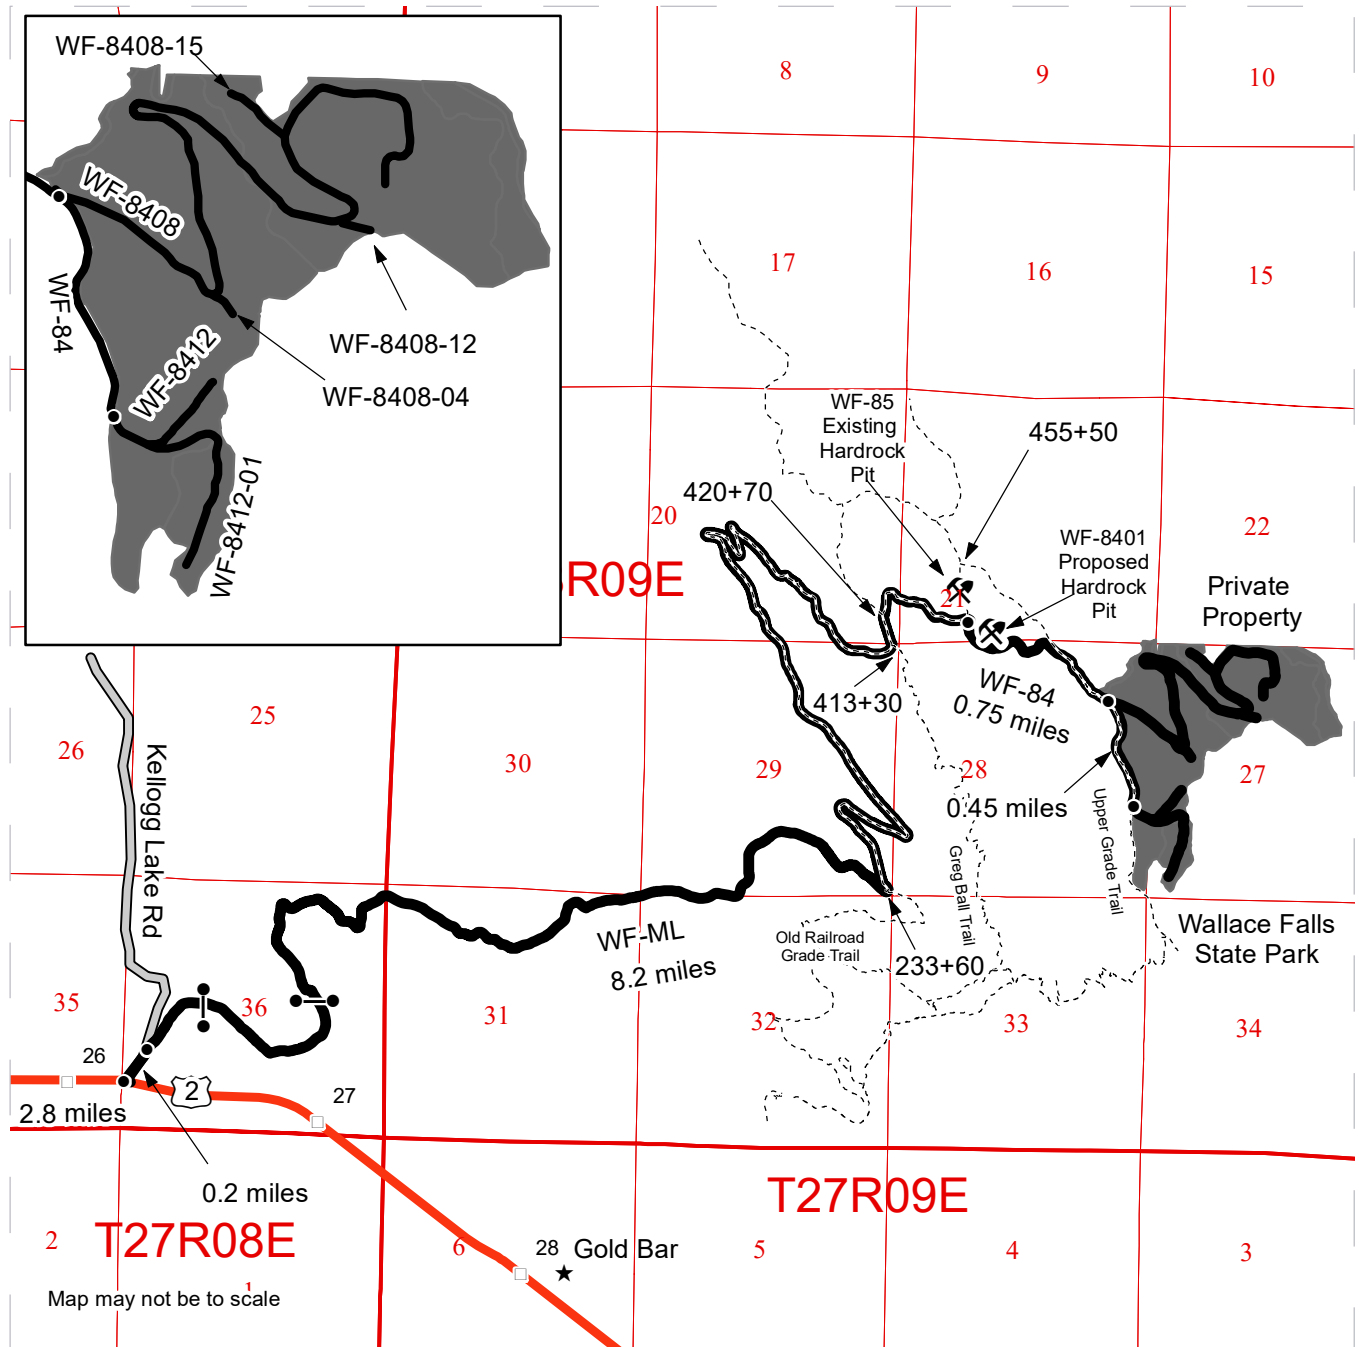 WF-8408-15
WF-8408
WF-84
WF-8412
WF-8412-01
WF-8408-12
WF-8408-04
8
9
10
17
16
15
WF-85
Existing
Hardrock
Pit
455+50
420+70
20
R09E
21
WF-8401
Proposed
Hardrock
Pit
22
Private
Property
413+30
WF-84
0.75 miles
25
26
30
29
28
27
0.45 miles
Kellogg Lake Rd
Upper Grade Trail
Greg Ball Trail
WF-ML
8.2 miles
Old Railroad
Grade Trail
233+60
Wallace Falls
State Park
35
36
31
32
33
34
26
2
27
2.8 miles
0.2 miles
T27R08E
T27R09E
2
1
6
28
Gold Bar
5
4
3
Map may not be to scale